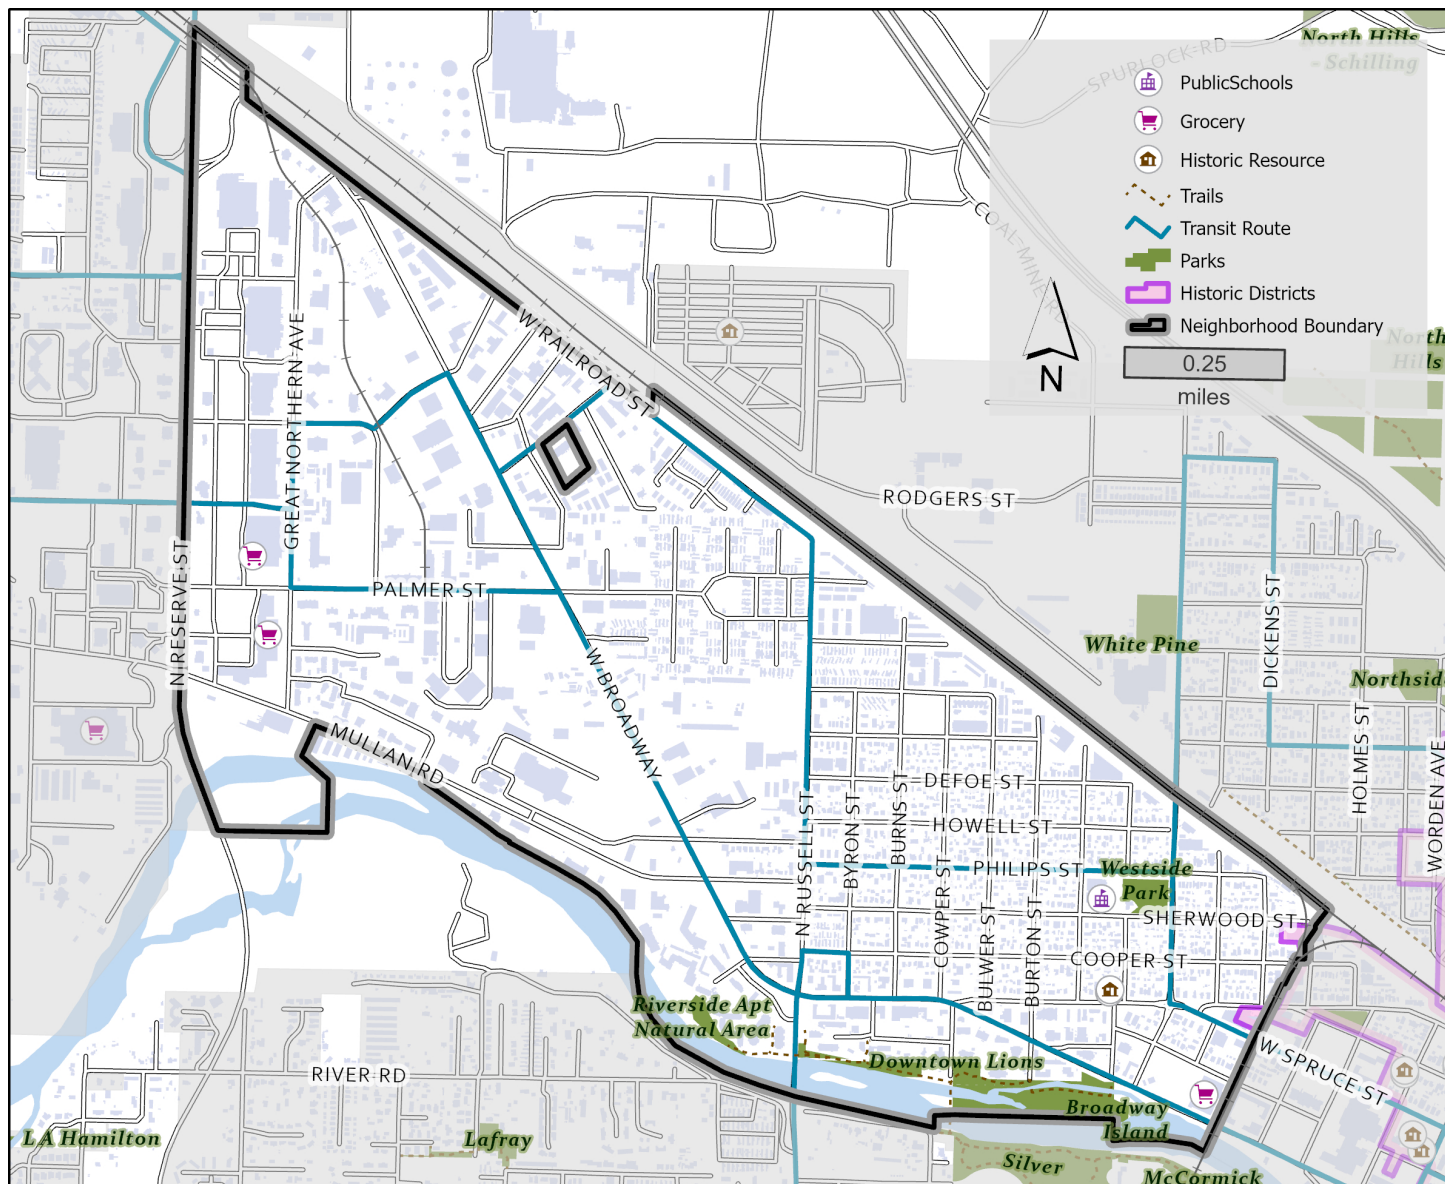 North Hills
- Schilling
SPURLOCK RD
PublicSchools
Grocery
Historic Resource
Trails
Transit Route
Parks
Historic Districts
Neighborhood Boundary
0.25
miles
N
COAL MINE RD
North
Hills
W RAILROAD ST
GREAT NORTHERN AVE
RODGERS ST
N RESERVE ST
PALMER ST
White Pine
DICKENS ST
Northside
W BROADWAY
HOLMES ST
WORDEN AVE
MULLAN RD
DEFOE ST
N RUSSELL ST
BYRON ST
BURNS ST
HOWELL ST
PHILIPS ST
Westside
Park
COWPER ST
BULWER ST
BURTON ST
SHERWOOD ST
COOPER ST
Riverside Apt
Natural Area
Downtown Lions
W SPRUCE ST
RIVER RD
Broadway
Island
L A Hamilton
Lafray
Silver
McCormick